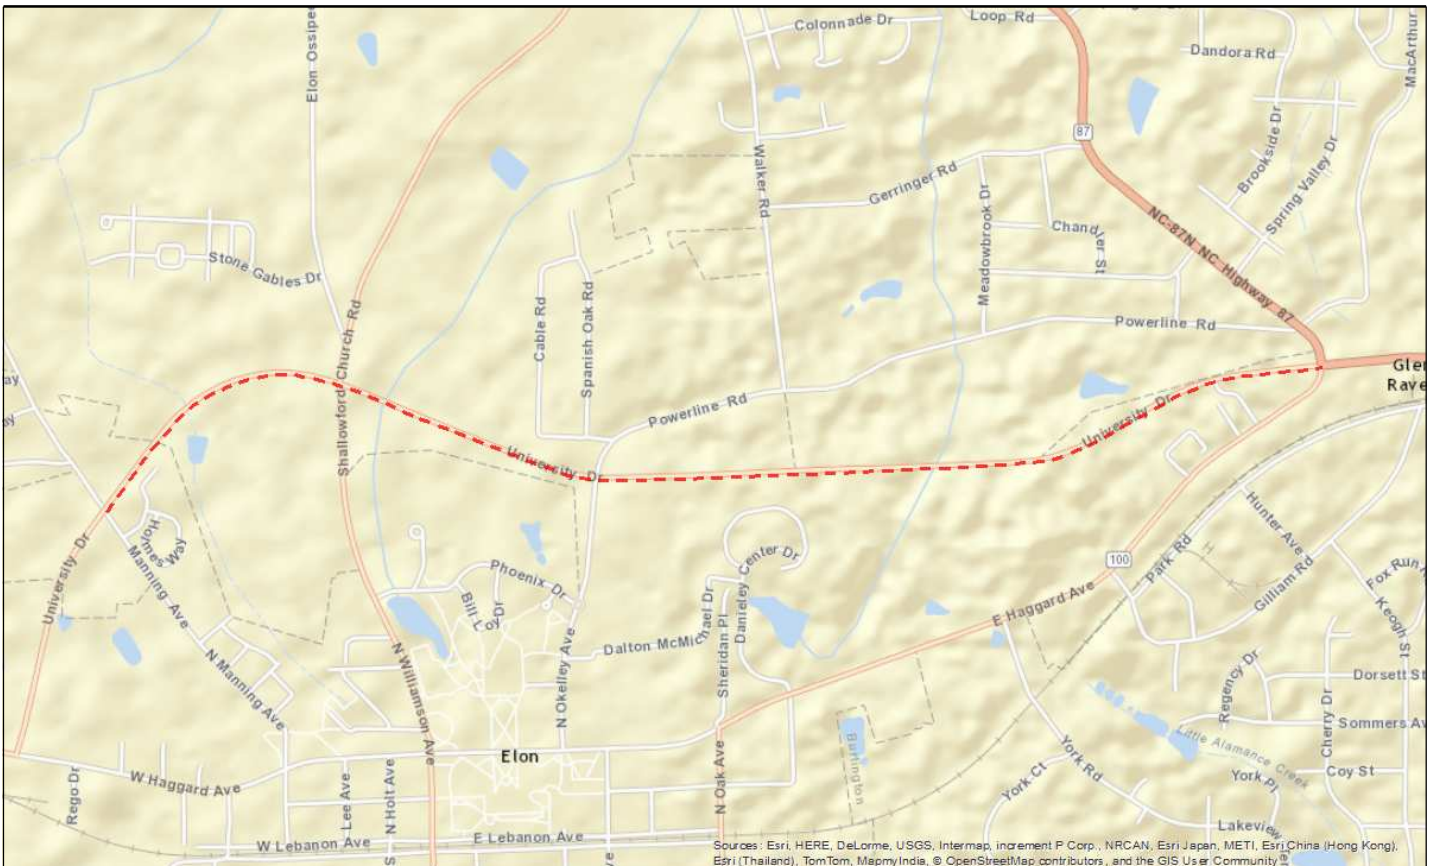 Colonnade Dr
Loop Rd
Dandora Rd
MacArthur
Elon Ossipee
87
Brookside Dr
Spring Valley Dr
Walker Rd
Gerringer Rd
Meadowbrook Dr
Chandler St
NC-87N NC Highway 87
Stone Gables Dr
Shallowford Church Rd
Cable Rd
Spanish Oak Rd
Powerline Rd
Glen
Rave
ay
Powerline Rd
University Dr
University Dr
University Dr
Holmes Way
Manning Ave
Hunter Ave
Park Rd
H
100
Gilliam Rd
Fox Run
Keogh St
Phoenix Dr
Bill Loy Dr
Danieley Center Dr
E Haggard Ave
Dalton McMichael Dr
Sheridan Pl
N Okelley Ave
N Williamson Ave
N Manning Ave
Regency Dr
Dorsett St
Cherry Dr
Sommers Av
Elon
N Oak Ave
Burlington
York Rd
Little Alamance Creek
York Ct
York Pl
Coy St
Rego Dr
W Haggard Ave
Lee Ave
N Holt Ave
S
W Lebanon Ave
E Lebanon Ave
Lakeview
Sources: Esri, HERE, DeLorme, USGS, Intermap, increment P Corp., NRCAN, Esri Japan, METI, Esri China (Hong Kong),
Esri (Thailand), TomTom, MapmyIndia, © OpenStreetMap contributors, and the GIS User Community